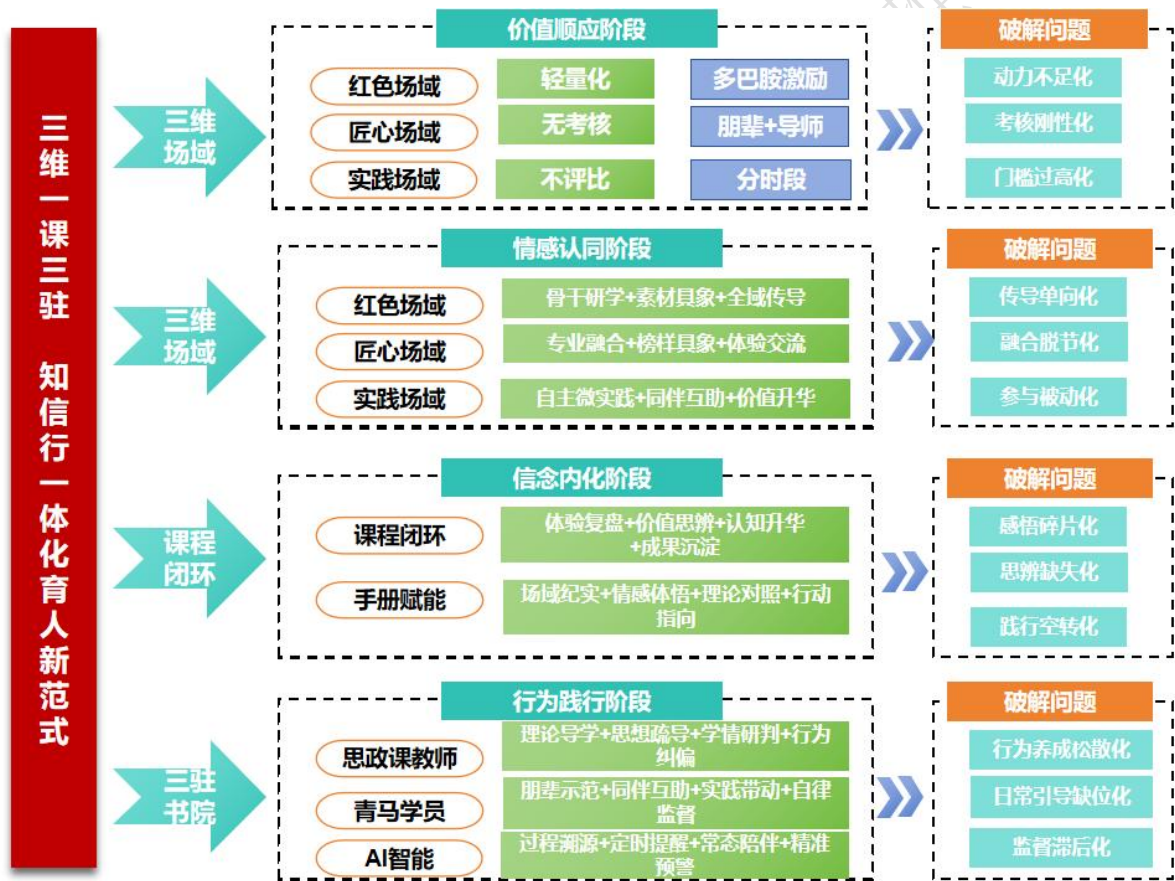 三维一课三驻 知信行一体化育人新范式
三维
场域
价值顺应阶段
红色场域
轻量化
多巴胺激励
匠心场域
无考核
朋辈+导师
实践场域
不评比
分时段
破解问题
动力不足化
考核刚性化
门槛过高化
三维
场域
情感认同阶段
红色场域
骨干研学+素材具象+全域传导
匠心场域
专业融合+榜样具象+体验交流
实践场域
自主微实践+同伴互助+价值升华
破解问题
传导单向化
融合脱节化
参与被动化
课程
闭环
信念内化阶段
课程闭环
体验复盘+价值思辨+认知升华
+成果沉淀
手册赋能
场域纪实+情感体悟+理论对照+行动
指向
破解问题
感悟碎片化
思辨缺失化
践行空转化
三驻
书院
行为践行阶段
思政课教师
理论导学+思想疏导+学情研判+行为
纠偏
青马学员
朋辈示范+同伴互助+实践带动+自律
监督
AI智能
过程溯源+定时提醒+常态陪伴+精准
预警
破解问题
行为养成松散化
日常引导缺位化
监督滞后化